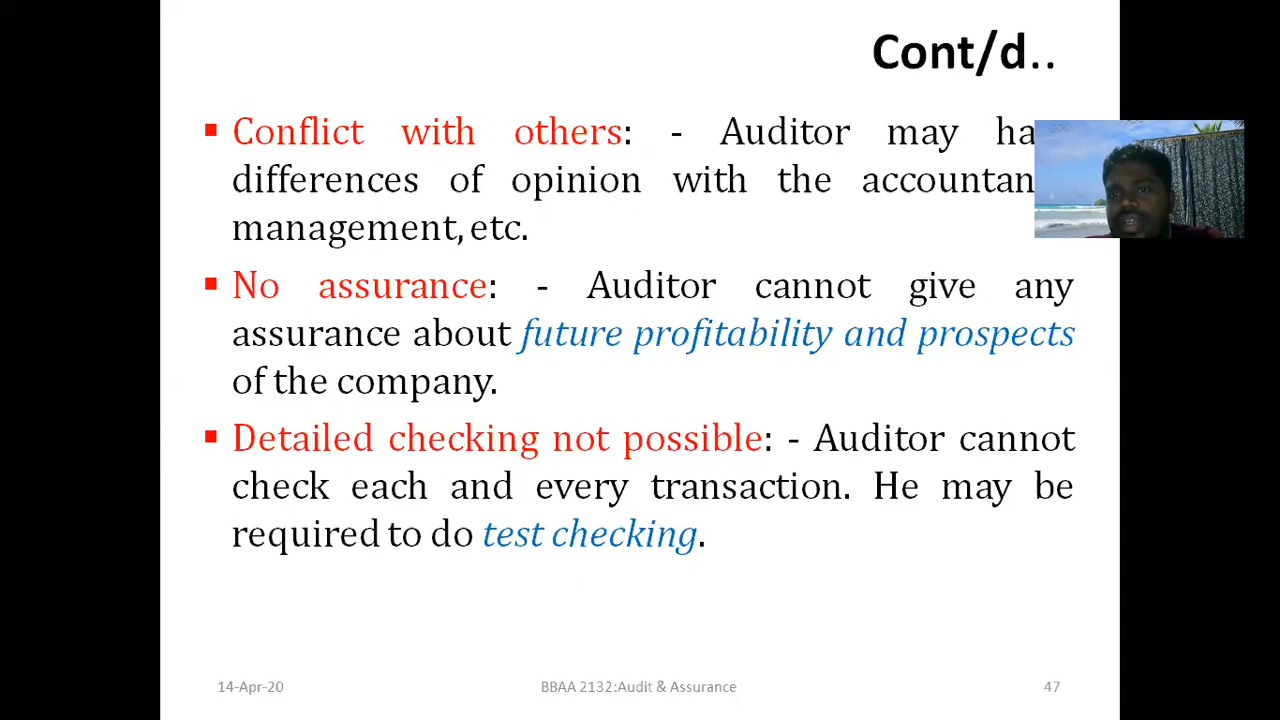 Cont/d..
▪ Conflict with others: - Auditor may
differences of opinion with the
management, etc.
▪ No assurance: - Auditor cannot give any
assurance about future profitability and prospects
of the company.
▪ Detailed checking not possible: - Auditor cannot
check each and every transaction. He may be
required to do test checking.
14-Apr-20 BBAA 2132:Audit & Assurance 47